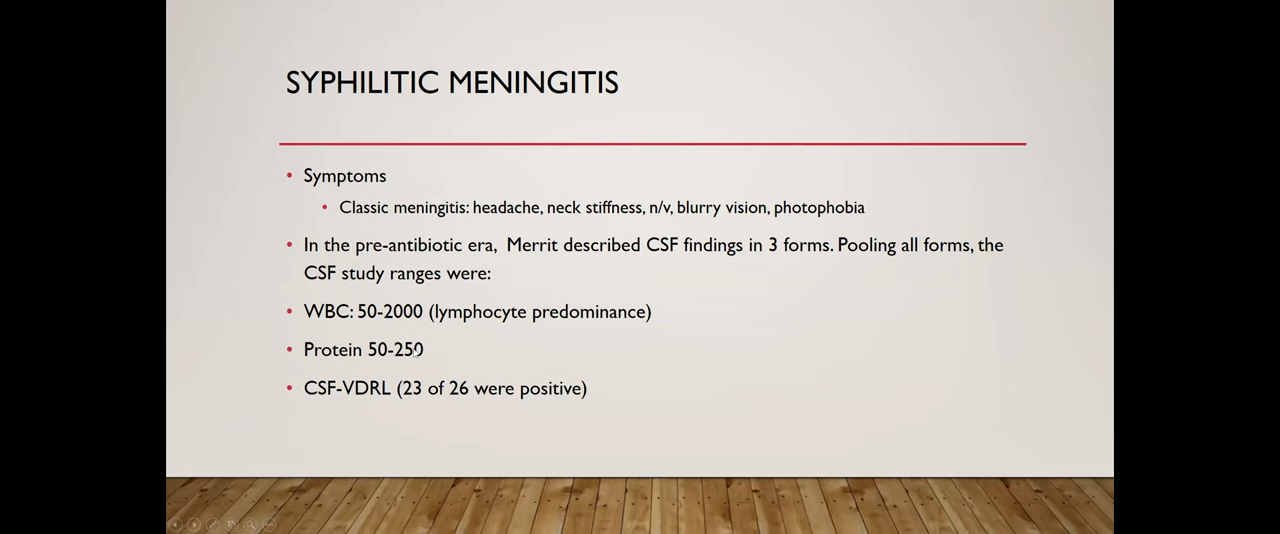 SYPHILITIC MENINGITIS
• Symptoms
• Classic meningitis: headache, neck stiffness, n/v, blurry vision, photophobia
• In the pre-antibiotic era, Merrit described CSF findings in 3 forms. Pooling all forms, the
CSF study ranges were:
• WBC: 50-2000 (lymphocyte predominance)
• Protein 50-250
• CSF-VDRL (23 of 26 were positive)